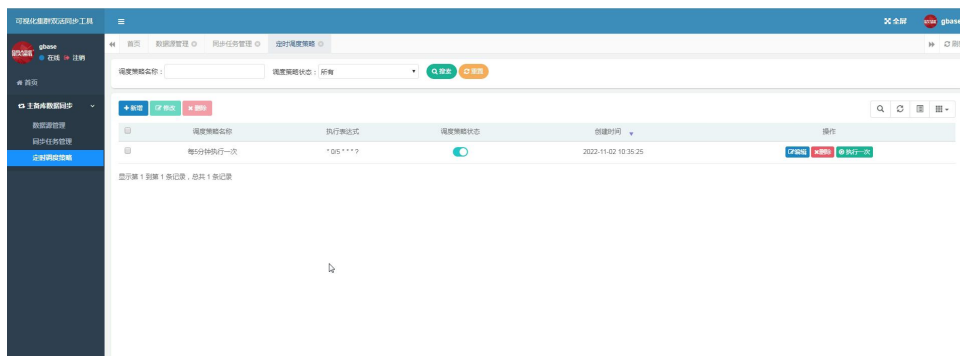 可视化集群双活同步工具
全屏
gbase
gbase
在线 注销
首页
主备库数据同步
数据源管理
同步任务管理
定时调度策略
首页 数据源管理 同步任务管理 定时调度策略
调度策略名称： 调度策略状态： 所有 搜索 重置
新增 修改 删除
调度策略名称 执行表达式 调度策略状态 创建时间 操作
每5分钟执行一次 * 0/5 * * * ? 2022-11-02 10:35:25 编辑 删除 执行一次
显示第 1 到第 1 条记录，总共 1 条记录